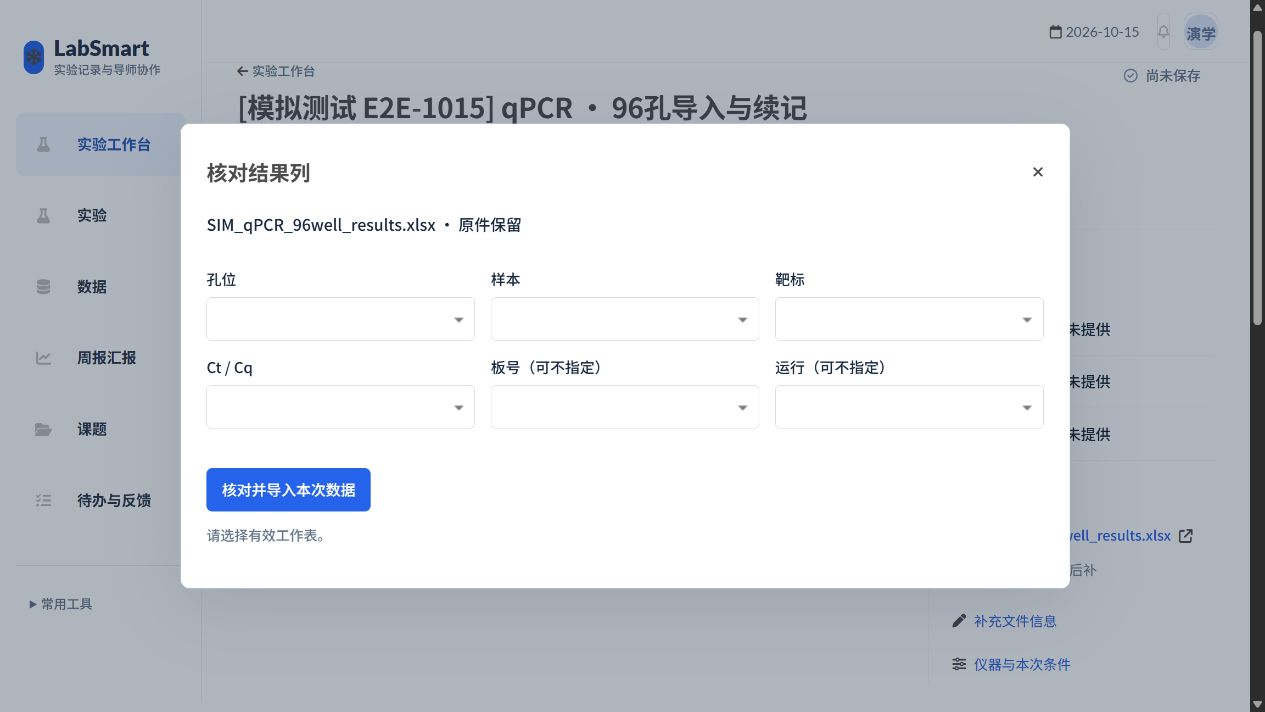 LabSmart
实验记录与导师协作
2026-10-15
演学
实验工作台
尚未保存
[模拟测试 E2E-1015] qPCR · 96孔导入与续记
实验工作台
实验
数据
周报汇报
课题
待办与反馈
常用工具
核对结果列
×
SIM_qPCR_96well_results.xlsx · 原件保留
孔位
样本
靶标
Ct / Cq
板号（可不指定）
运行（可不指定）
核对并导入本次数据
请选择有效工作表。
未提供
未提供
未提供
well_results.xlsx
后补
补充文件信息
仪器与本次条件